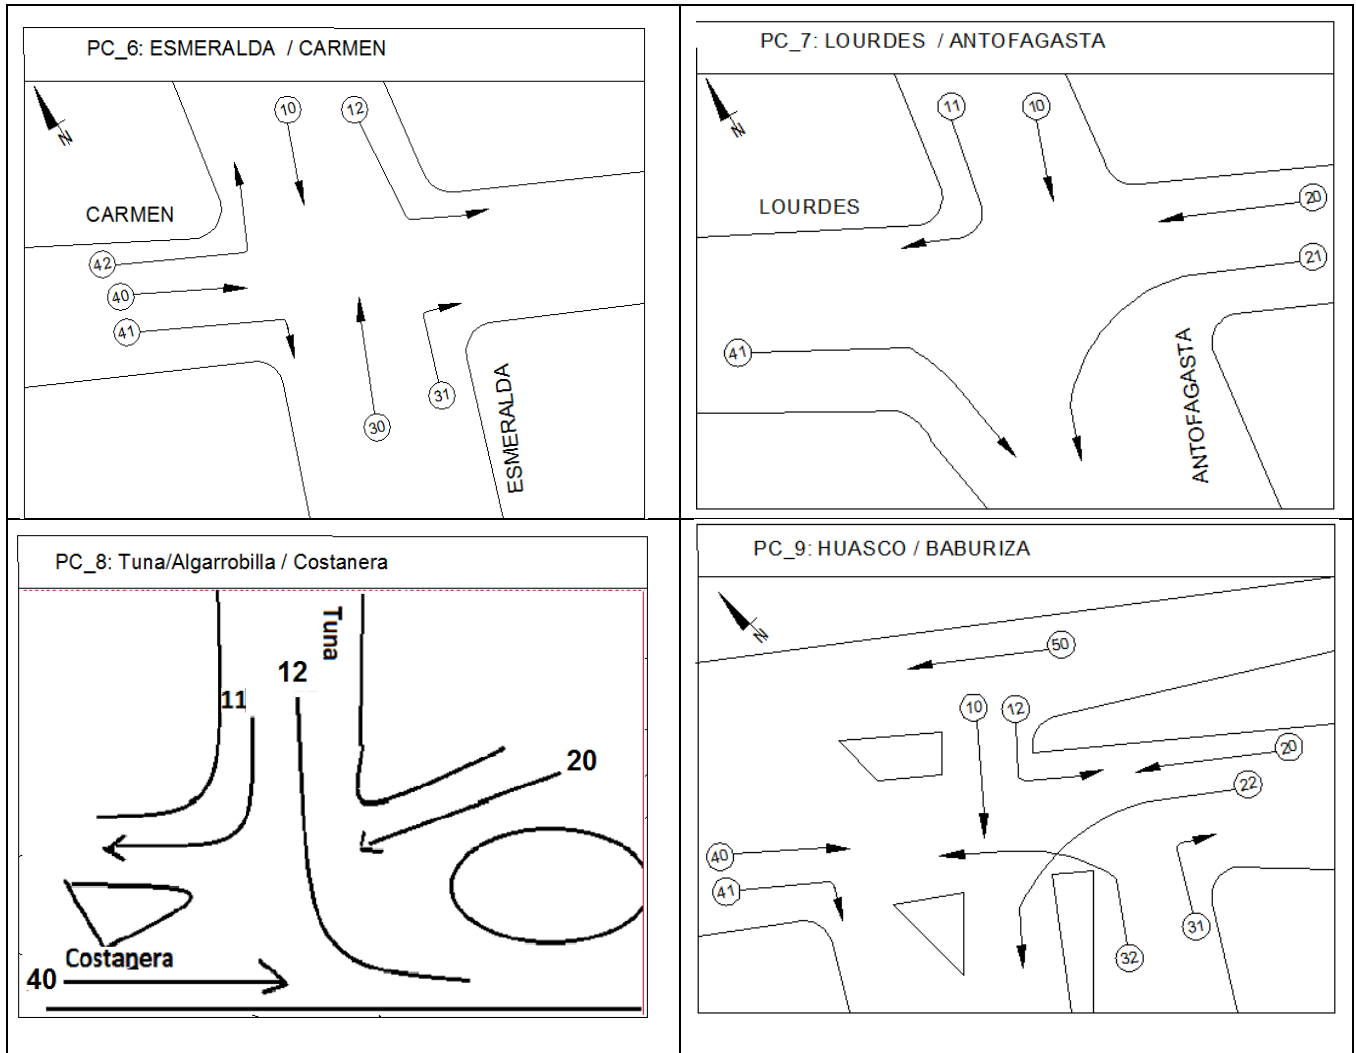 PC_6: ESMERALDA / CARMEN
10
12
N
CARMEN
42
40
41
31
30
ESMERALDA
PC_7: LOURDES / ANTOFAGASTA
11
10
N
LOURDES
20
21
41
ANTOFAGASTA
PC_8: Tuna/Algarrobilla / Costanera
Tuna
12
11
20
Costanera
40
PC_9: HUASCO / BABURIZA
N
50
10
12
20
22
40
41
31
32